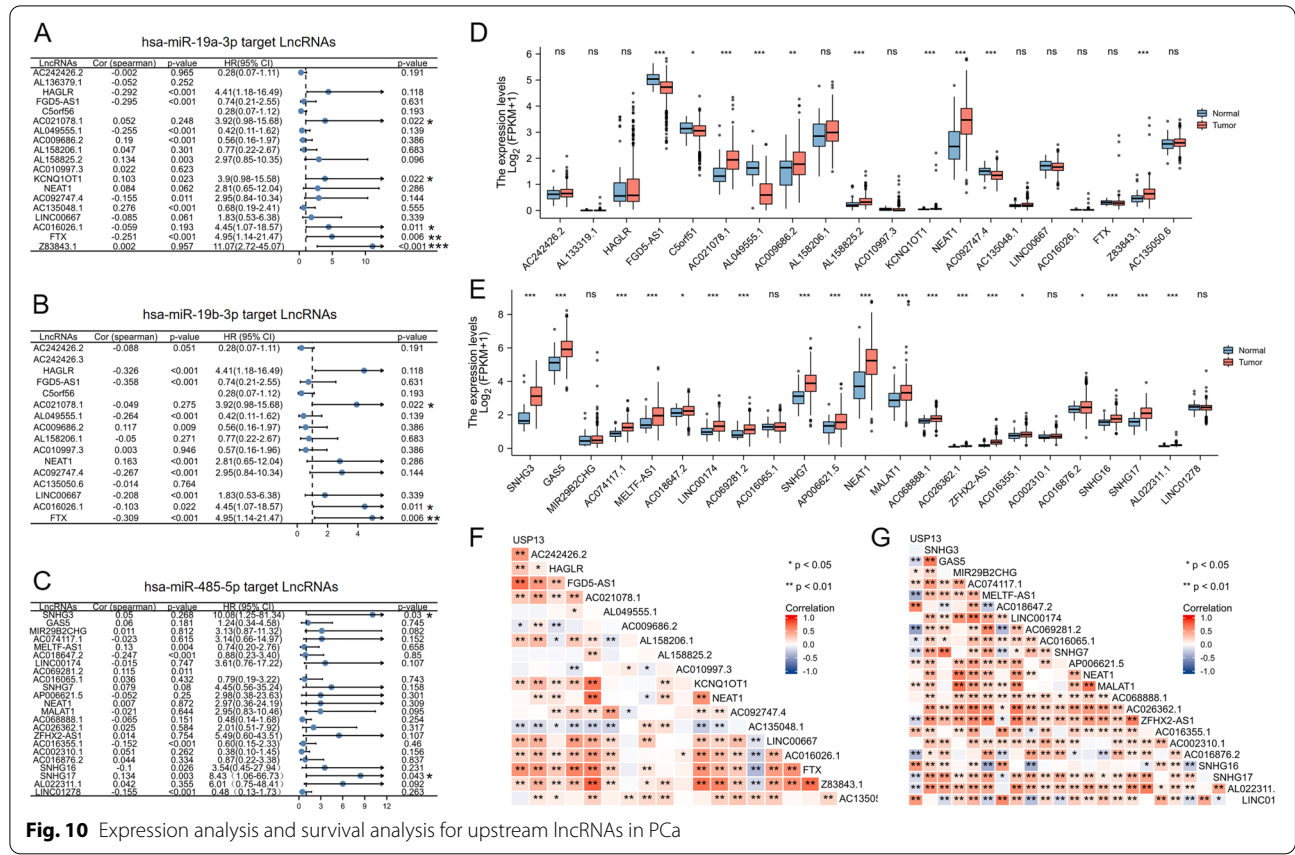 A
hsa-miR-19a-3p target LncRNAs
LncRNAs Cor (spearman) p-value HR(95% CI) p-value
AC242426.2 -0.002 0.965 0.28(0.07-1.11) 0.191
AL136379.1 -0.052 0.252
HAGLR -0.292 <0.001 4.41(1.18-16.49) 0.118
FGD5-AS1 -0.295 <0.001 0.74(0.21-2.55) 0.631
C5orf56 0.28(0.07-1.12) 0.193
AC021078.1 0.052 0.248 3.92(0.98-15.68) 0.022 *
AL049555.1 -0.255 <0.001 0.42(0.11-1.62) 0.139
AC009686.2 0.19 <0.001 0.56(0.16-1.97) 0.386
AL158206.1 0.047 0.301 0.77(0.22-2.67) 0.683
AL158825.2 0.134 0.003 2.97(0.85-10.35) 0.096
AC010997.3 0.022 0.623
KCNQ1OT1 0.103 0.023 3.9(0.98-15.58) 0.022 *
NEAT1 0.084 0.062 2.81(0.65-12.04) 0.286
AC092747.4 -0.155 0.011 2.95(0.84-10.34) 0.144
AC135048.1 0.276 <0.001 0.68(0.19-2.41) 0.555
LINC00667 -0.085 0.061 1.83(0.53-6.38) 0.339
AC016026.1 -0.059 0.193 4.45(1.07-18.57) 0.011 *
FTX -0.251 <0.001 4.95(1.14-21.47) 0.006 **
Z83843.1 0.002 0.957 11.07(2.72-45.07) <0.001 ***
0 5 10
B
hsa-miR-19b-3p target LncRNAs
LncRNAs Cor (spearman) p-value HR (95% CI) p-value
AC242426.2 -0.088 0.051 0.28(0.07-1.11) 0.191
AC242426.3
HAGLR -0.326 <0.001 4.41(1.18-16.49) 0.118
FGD5-AS1 -0.358 <0.001 0.74(0.21-2.55) 0.631
C5orf56 0.28(0.07-1.12) 0.193
AC021078.1 -0.049 0.275 3.92(0.98-15.68) 0.022 *
AL049555.1 -0.264 <0.001 0.42(0.11-1.62) 0.139
AC009686.2 0.117 0.009 0.56(0.16-1.97) 0.386
AL158206.1 -0.05 0.271 0.77(0.22-2.67) 0.683
AC010997.3 0.003 0.946 0.57(0.16-1.96) 0.386
NEAT1 0.163 <0.001 2.81(0.65-12.04) 0.286
AC092747.4 -0.267 <0.001 2.95(0.84-10.34) 0.144
AC135050.6 -0.014 0.764
LINC00667 -0.208 <0.001 1.83(0.53-6.38) 0.339
AC016026.1 -0.103 0.022 4.45(1.07-18.57) 0.011 *
FTX -0.309 <0.001 4.95(1.14-21.47) 0.006 **
0 2 4
C
hsa-miR-485-5p target LncRNAs
LncRNAs Cor (spearman) p-value HR (95% CI) p-value
SNHG3 0.05 0.268 10.08(1.25-81.34) 0.03 *
GAS5 0.06 0.181 1.24(0.34-4.58) 0.745
MIR29B2CHG 0.011 0.812 3.13(0.87-11.32) 0.082
AC074117.1 -0.023 0.615 3.14(0.66-14.97) 0.152
MELTF-AS1 0.13 0.004 0.74(0.20-2.76) 0.658
AC018647.2 -0.247 <0.001 0.88(0.23-3.40) 0.85
LINC00174 -0.015 0.747 3.61(0.76-17.22) 0.107
AC069281.2 0.115 0.011
AC016065.1 0.036 0.432 0.79(0.19-3.22) 0.743
SNHG7 0.079 0.08 4.45(0.56-35.24) 0.158
AP006621.5 -0.052 0.25 2.98(0.38-23.63) 0.301
NEAT1 0.007 0.872 2.97(0.36-24.19) 0.309
MALAT1 -0.021 0.644 2.95(0.83-10.46) 0.095
AC068888.1 -0.065 0.151 0.48(0.14-1.68) 0.254
AC026362.1 0.025 0.584 2.01(0.51-7.92) 0.317
ZFHX2-AS1 0.014 0.754 5.49(0.60-43.51) 0.107
AC016355.1 -0.152 <0.001 0.60(0.15-2.33) 0.46
AC002310.1 0.051 0.262 0.38(0.10-1.45) 0.156
AC016876.2 0.044 0.334 0.87(0.22-3.38) 0.837
SNHG16 -0.1 0.026 3.54(0.45-27.94) 0.231
SNHG17 0.134 0.003 8.43 (1.06-66.73) 0.043 *
AL022311.1 0.042 0.355 6.01 (0.75-48.41) 0.092
LINC01278 -0.155 <0.001 0.48 (0.13-1.73) 0.263
0 3 6 9 12
D
ns ns ns *** * *** *** ** ns *** ns ns *** *** *** ns ns ns ns *** ns
The expression levels
Log2 (FPKM+1)
6
5
4
3
2
1
0
Normal
Tumor
AC242426.2 AL133319.1 HAGLR FGD5-AS1 C5orf51 AC021078.1 AL049555.1 AC009686.2 AL158206.1 AL158825.2 AC010997.3 KCNQ1OT1 NEAT1 AC092747.4 AC135048.1 LINC00667 AC016026.1 FTX Z83843.1 AC135050.6
E
*** *** ns *** *** * *** *** ns *** *** *** *** *** *** *** * ns * *** *** *** ns
The expression levels
Log2 (FPKM+1)
8
6
4
2
0
Normal
Tumor
SNHG3 GAS5 MIR29B2CHG AC074117.1 MELTF-AS1 AC018647.2 LINC00174 AC069281.2 AC016065.1 SNHG7 AP006621.5 NEAT1 MALAT1 AC068888.1 AC026362.1 ZFHX2-AS1 AC016355.1 AC002310.1 AC016876.2 SNHG16 SNHG17 AL022311.1 LINC01278
F
USP13
AC242426.2
HAGLR
FGD5-AS1
AC021078.1
AL049555.1
AC009686.2
AL158206.1
AL158825.2
AC010997.3
KCNQ1OT1
NEAT1
AC092747.4
AC135048.1
LINC00667
AC016026.1
FTX
Z83843.1
AC1350
* p < 0.05
** p < 0.01
Correlation
1.0
0.5
0.0
-0.5
-1.0
G
USP13
SNHG3
GAS5
MIR29B2CHG
AC074117.1
MELTF-AS1
AC018647.2
LINC00174
AC069281.2
AC016065.1
SNHG7
AP006621.5
NEAT1
MALAT1
AC068888.1
AC026362.1
ZFHX2-AS1
AC016355.1
AC002310.1
AC016876.2
SNHG16
SNHG17
AL022311.
LINC01
* p < 0.05
** p < 0.01
Correlation
1.0
0.5
0.0
-0.5
-1.0
Fig. 10 Expression analysis and survival analysis for upstream lncRNAs in PCa